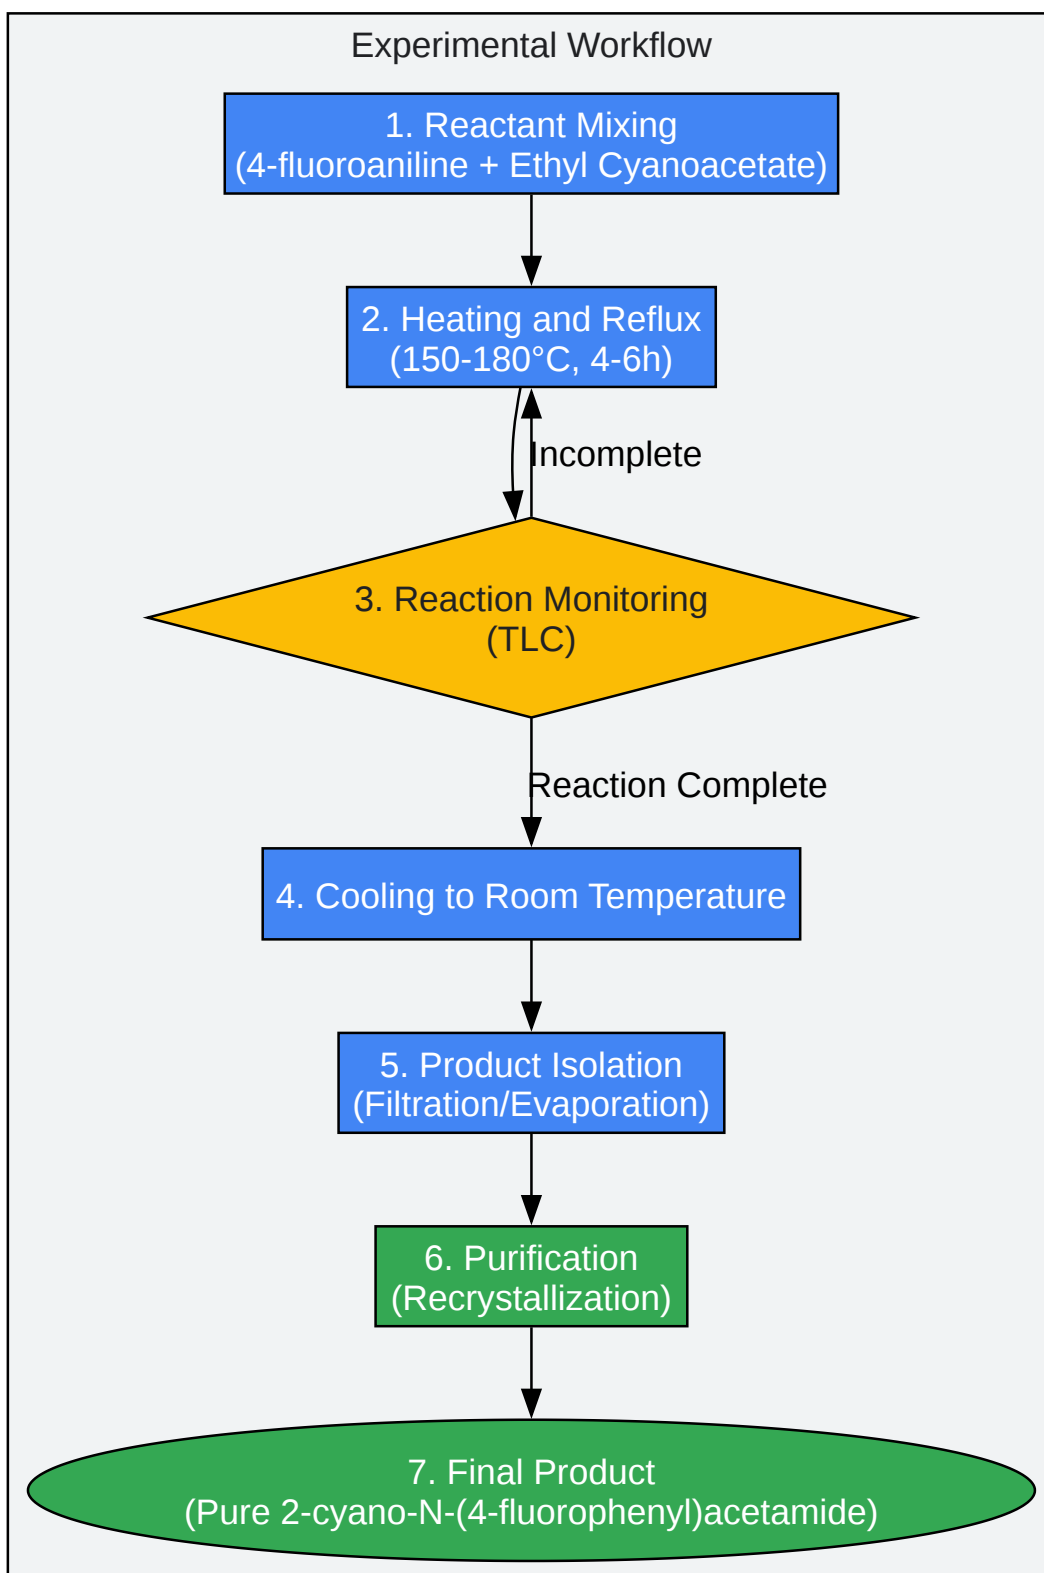 Experimental Workflow
1. Reactant Mixing
(4-fluoroaniline + Ethyl Cyanoacetate)
2. Heating and Reflux
(150-180°C, 4-6h)
Incomplete
3. Reaction Monitoring
(TLC)
Reaction Complete
4. Cooling to Room Temperature
5. Product Isolation
(Filtration/Evaporation)
6. Purification
(Recrystallization)
7. Final Product
(Pure 2-cyano-N-(4-fluorophenyl)acetamide)